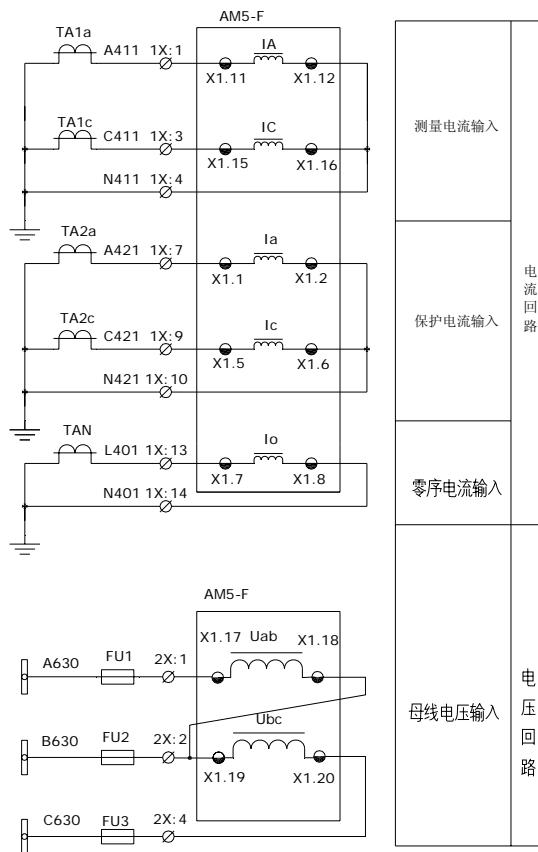 AM5-F
TA1a
A411 1X:1
IA
X1.11
X1.12
TA1c
C411 1X:3
IC
X1.15
X1.16
N411 1X:4
测量电流输入
TA2a
A421 1X:7
Ia
X1.1
X1.2
TA2c
C421 1X:9
Ic
X1.5
X1.6
N421 1X:10
保护电流输入
电流回路
TAN
L401 1X:13
Io
X1.7
X1.8
N401 1X:14
零序电流输入
AM5-F
A630
FU1
2X:1
X1.17
Uab
X1.18
B630
FU2
2X:2
Ubc
X1.19
X1.20
C630
FU3
2X:4
母线电压输入
电压回路